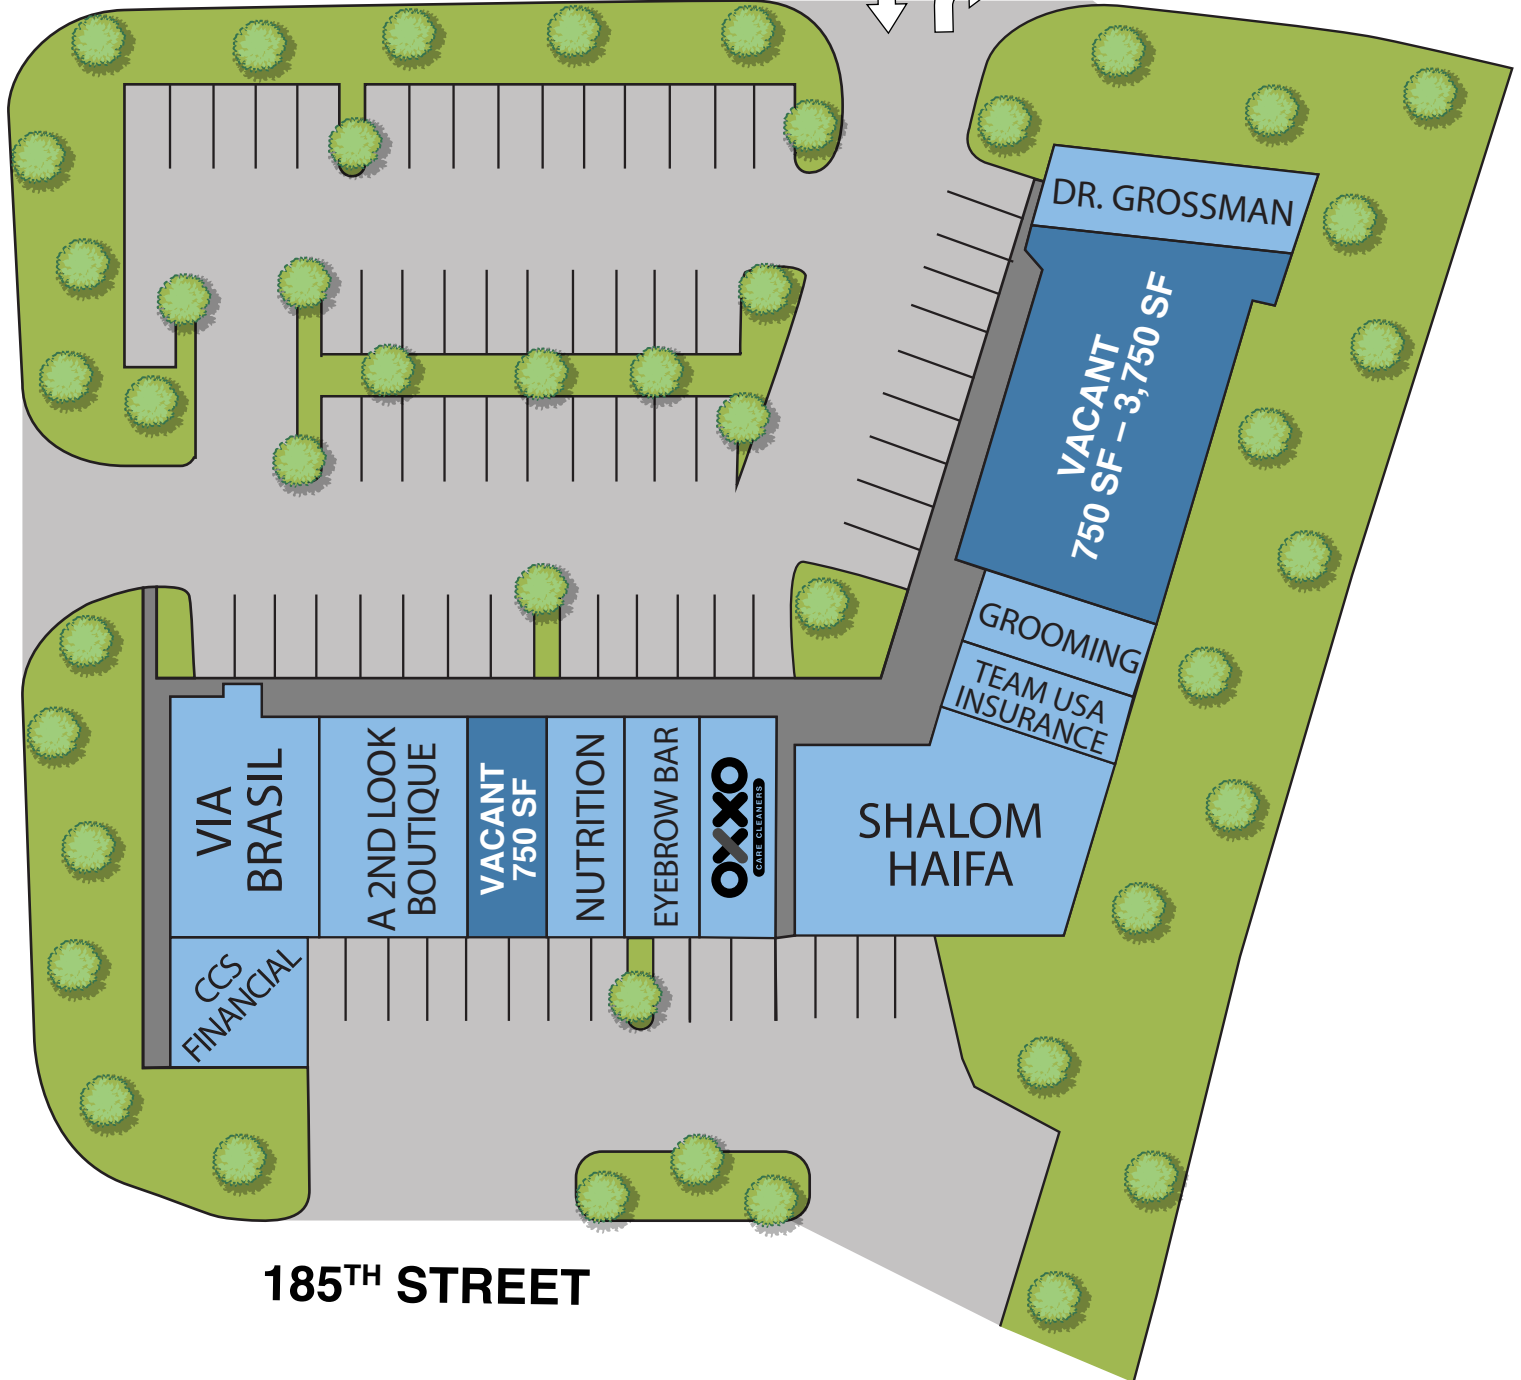 DR. GROSSMAN
VACANT
750 SF – 3,750 SF
GROOMING
TEAM USA
INSURANCE
SHALOM
HAIFA
VIA
BRASIL
A 2ND LOOK
BOUTIQUE
VACANT
750 SF
NUTRITION
EYEBROW BAR
OXXO
CARE CLEANERS
CCS
FINANCIAL
185TH STREET